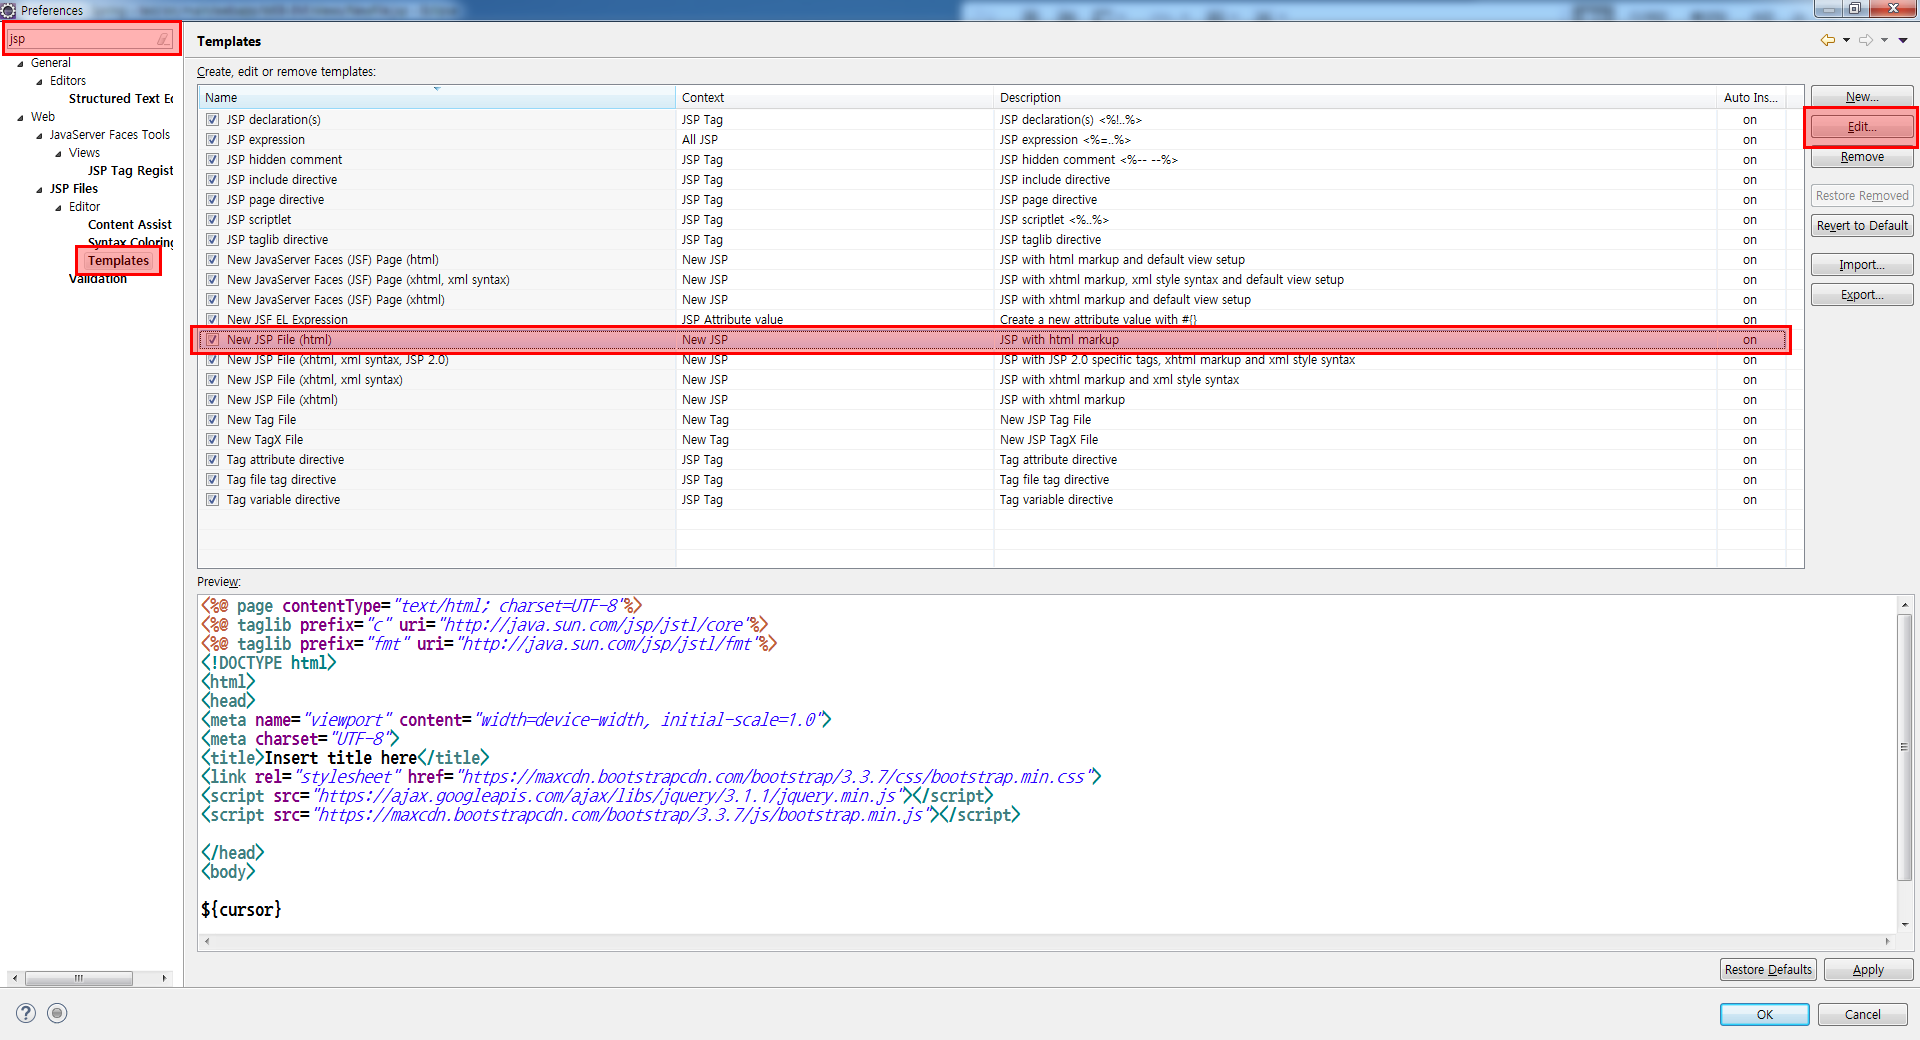 Preferences
jsp
General
Editors
Structured Text Ec
Web
JavaServer Faces Tools
Views
JSP Tag Regist
JSP Files
Editor
Content Assist
Syntax Coloring
Templates
Validation
Templates
Create, edit or remove templates:
Name Context Description Auto Ins...
JSP declaration(s) JSP Tag JSP declaration(s) <%!..%> on
JSP expression All JSP JSP expression <%=..%> on
JSP hidden comment JSP Tag JSP hidden comment <%-- --%> on
JSP include directive JSP Tag JSP include directive on
JSP page directive JSP Tag JSP page directive on
JSP scriptlet JSP Tag JSP scriptlet <%..%> on
JSP taglib directive JSP Tag JSP taglib directive on
New JavaServer Faces (JSF) Page (html) New JSP JSP with html markup and default view setup on
New JavaServer Faces (JSF) Page (xhtml, xml syntax) New JSP JSP with xhtml markup, xml style syntax and default view setup on
New JavaServer Faces (JSF) Page (xhtml) New JSP JSP with xhtml markup and default view setup on
New JSF EL Expression JSP Attribute value Create a new attribute value with #{} on
New JSP File (html) New JSP JSP with html markup on
New JSP File (xhtml, xml syntax, JSP 2.0) New JSP JSP with JSP 2.0 specific tags, xhtml markup and xml style syntax on
New JSP File (xhtml, xml syntax) New JSP JSP with xhtml markup and xml style syntax on
New JSP File (xhtml) New JSP JSP with xhtml markup on
New Tag File New Tag New JSP Tag File on
New TagX File New Tag New JSP TagX File on
Tag attribute directive JSP Tag Tag attribute directive on
Tag file tag directive JSP Tag Tag file tag directive on
Tag variable directive JSP Tag Tag variable directive on
New...
Edit...
Remove
Restore Removed
Revert to Default
Import...
Export...
Preview:
<%@ page contentType="text/html; charset=UTF-8"%>
<%@ taglib prefix="c" uri="http://java.sun.com/jsp/jstl/core"%>
<%@ taglib prefix="fmt" uri="http://java.sun.com/jsp/jstl/fmt"%>
<!DOCTYPE html>
<html>
<head>
<meta name="viewport" content="width=device-width, initial-scale=1.0">
<meta charset="UTF-8">
<title>Insert title here</title>
<link rel="stylesheet" href="https://maxcdn.bootstrapcdn.com/bootstrap/3.3.7/css/bootstrap.min.css">
<script src="https://ajax.googleapis.com/ajax/libs/jquery/3.1.1/jquery.min.js"></script>
<script src="https://maxcdn.bootstrapcdn.com/bootstrap/3.3.7/js/bootstrap.min.js"></script>
</head>
<body>
${cursor}
Restore Defaults Apply
? OK Cancel